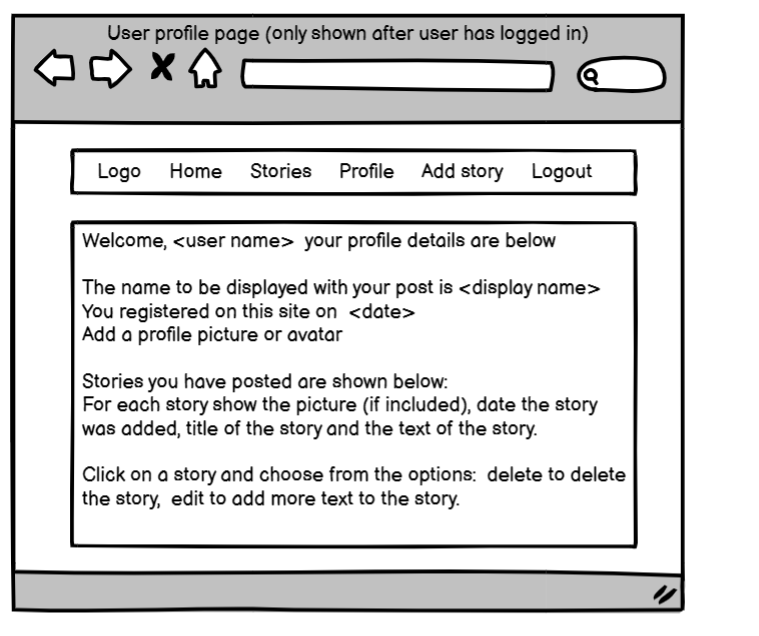 User profile page (only shown after user has logged in)
Logo Home Stories Profile Add story Logout
Welcome, <user name> your profile details are below
The name to be displayed with your post is <display name>
You registered on this site on <date>
Add a profile picture or avatar
Stories you have posted are shown below:
For each story show the picture (if included), date the story
was added, title of the story and the text of the story.
Click on a story and choose from the options: delete to delete
the story, edit to add more text to the story.